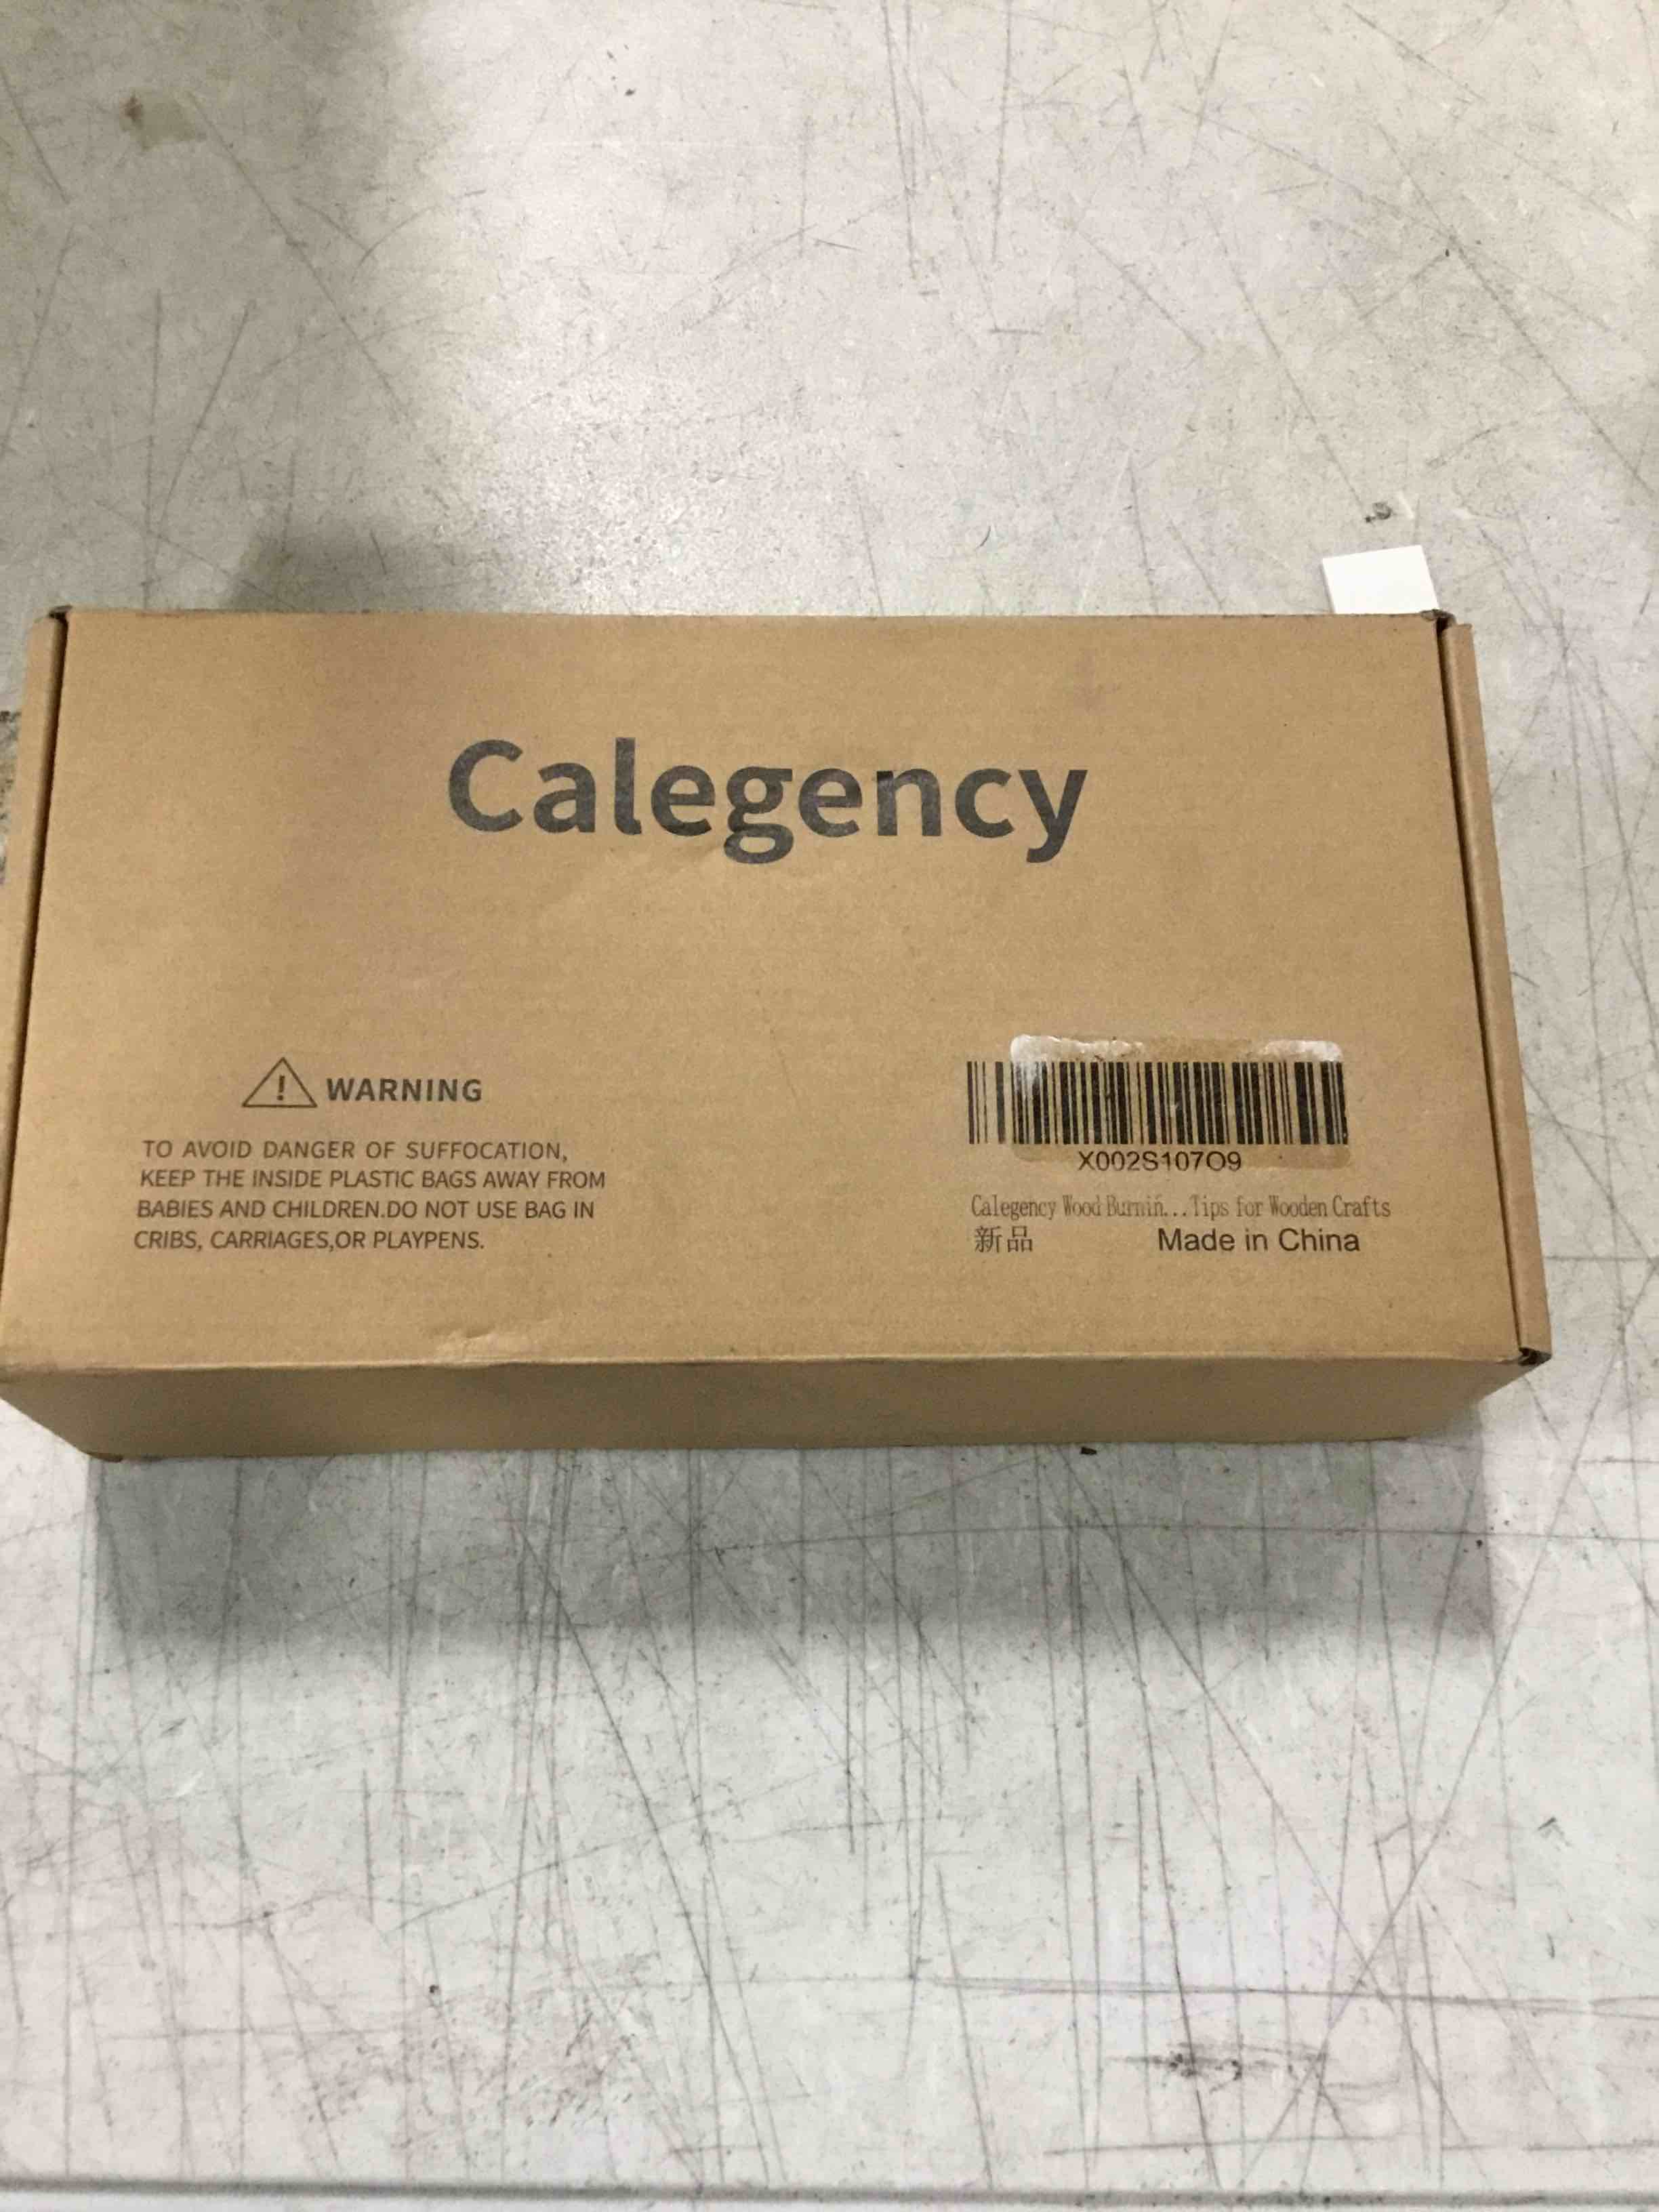 Calegency
WARNING
TO AVOID DANGER OF SUFFOCATION,
KEEP THE INSIDE PLASTIC BAGS AWAY FROM
BABIES AND CHILDREN.DO NOT USE BAG IN
CRIBS, CARRIAGES,OR PLAYPENS.
X002S107O9
Calegency Wood Burnin...Tips for Wooden Crafts
新品 Made in China